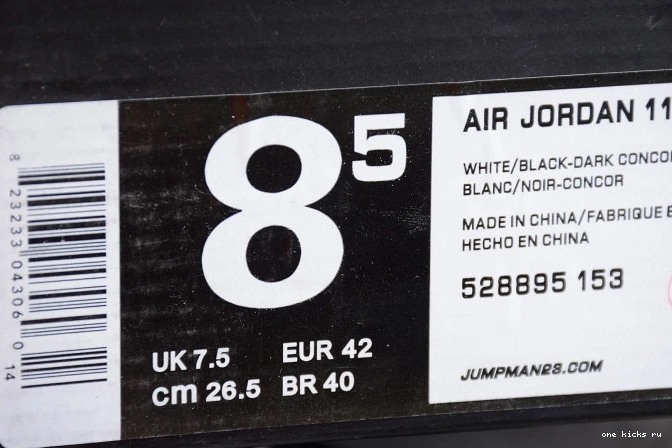 8 23233 04306 0 14
8 5
UK 7.5 EUR 42
cm 26.5 BR 40
AIR JORDAN 11
WHITE/BLACK-DARK CONCO
BLANC/NOIR-CONCOR
MADE IN CHINA/FABRIQUE E
HECHO EN CHINA
528895 153
JUMPMAN23.COM
one kicks ru